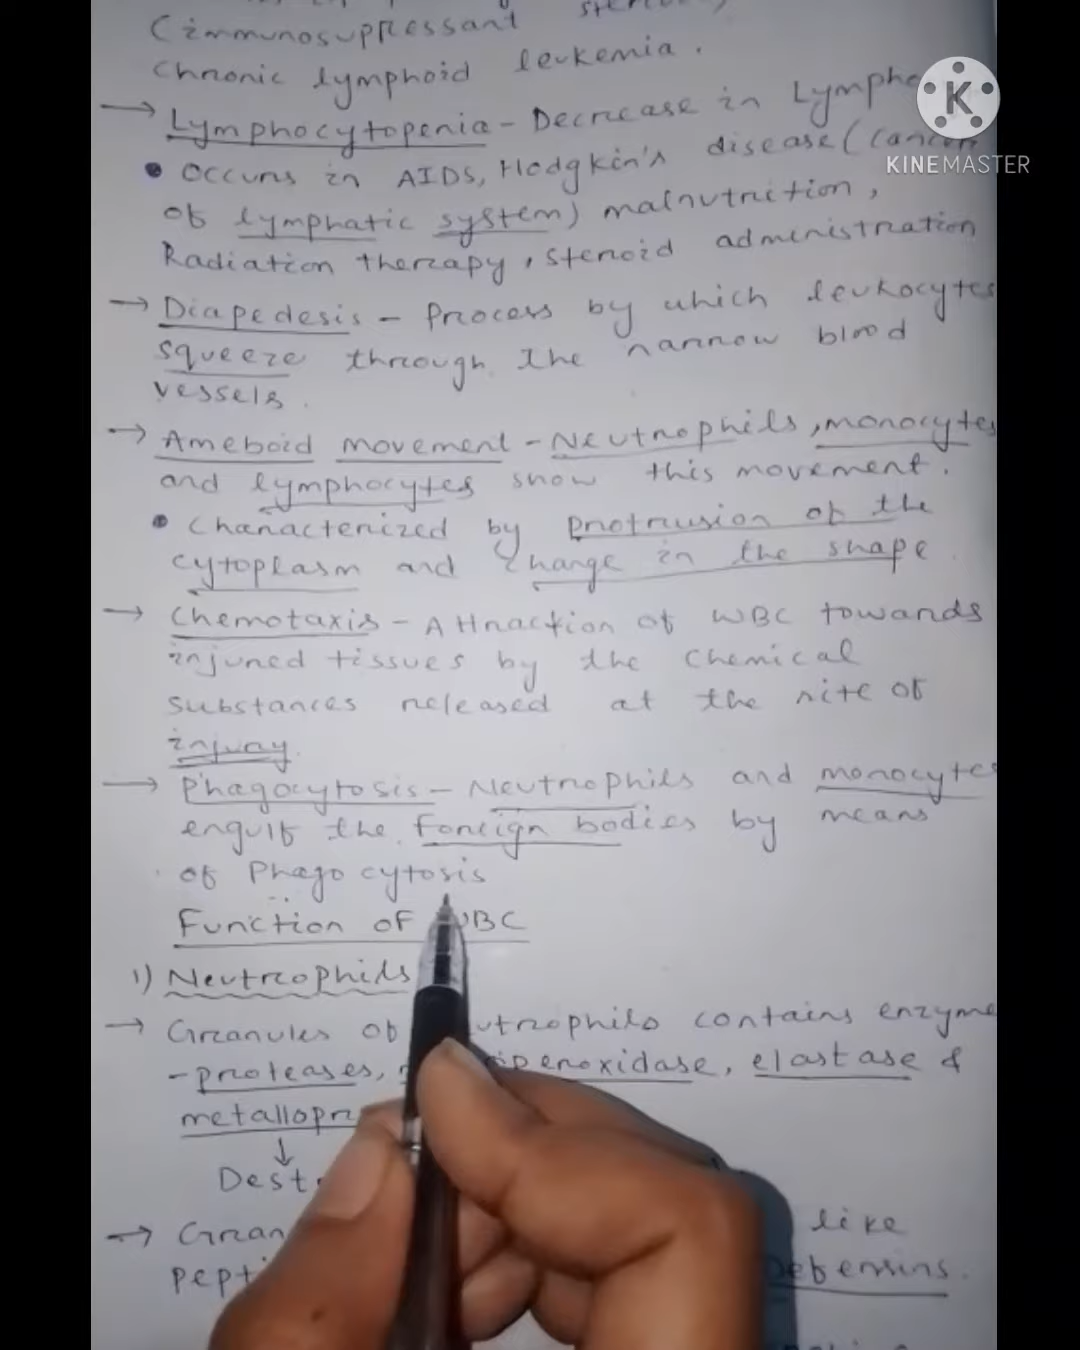 (immunosuppressant
Chronic lymphoid leukemia.
K
KINEMASTER
→ Lymphocytopenia - Decrease in
• Occurs in AIDS, Hodgkin's disease (cancer
of lymphatic system) malnutrition,
Radiation therapy, steroid administration
→ Diapedesis - Process by which leukocytes
squeeze through the narrow blood
vessels.
→ Ameboid movement - Neutrophils, monocytes
and lymphocytes show this movement.
• Characterized by protrusion of the
cytoplasm and change in the shape
→ Chemotaxis - Attraction of WBC towards
injured tissues by the chemical
substances released at the site of
injury.
→ Phagocytosis - Neutrophils and monocytes
engulf the foreign bodies by means
of Phagocytosis
Function of WBC
1) Neutrophils
→ Granules of contains enzyme
- proteases, elastase &
↓
→ like
Defensins.